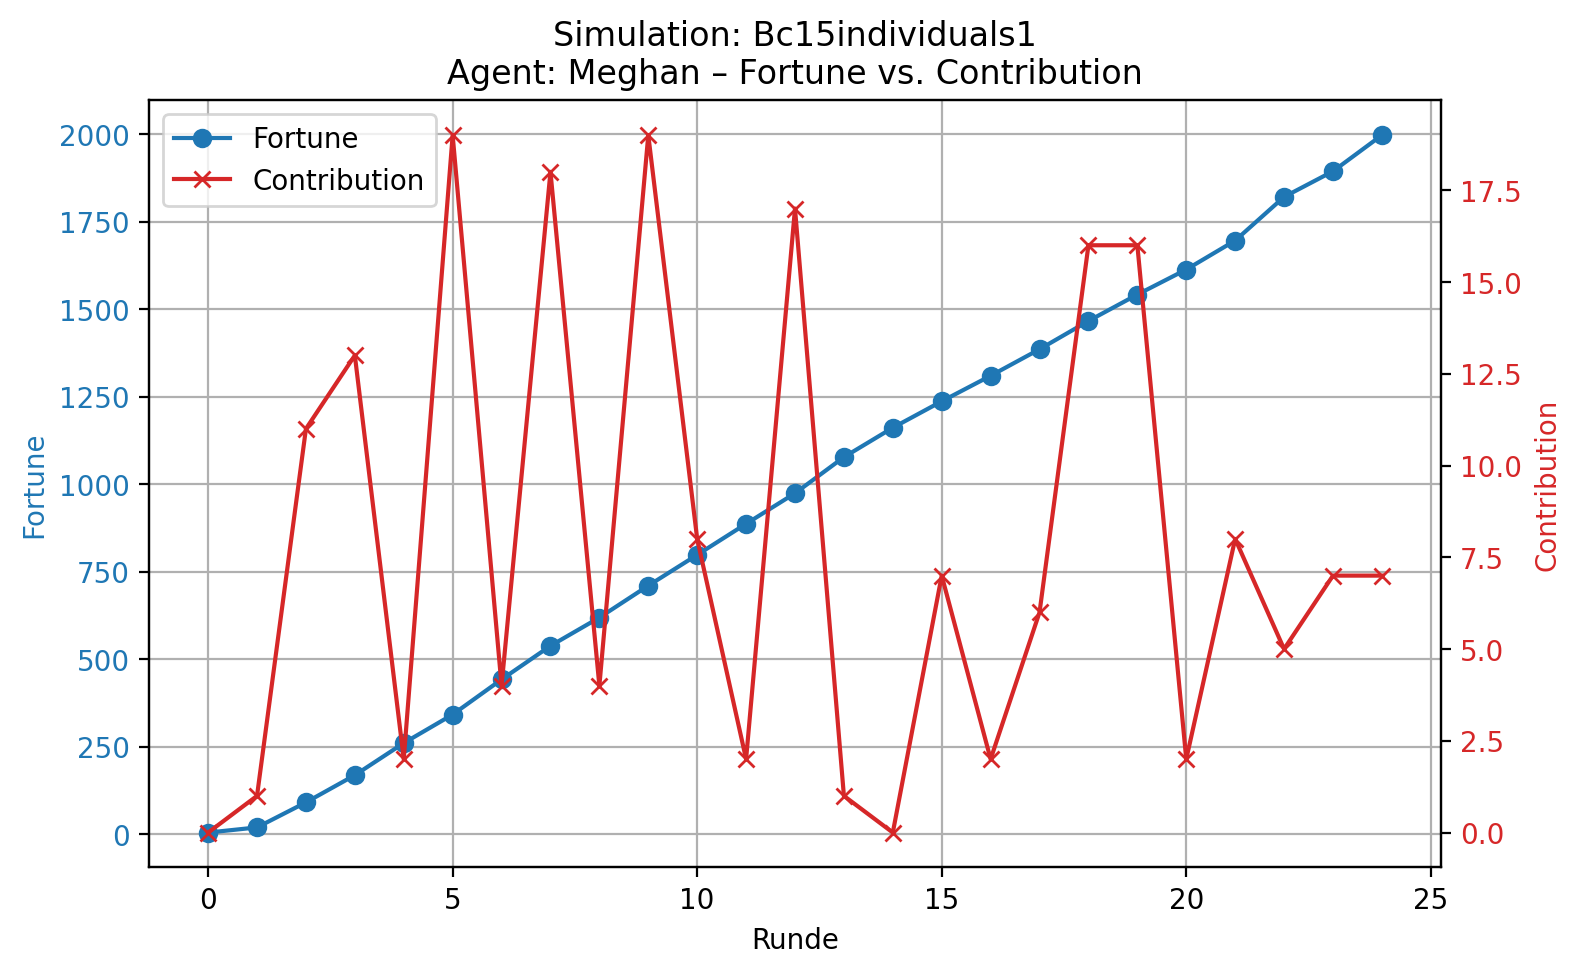 Simulation: Bc15individuals1
Agent: Meghan – Fortune vs. Contribution
Fortune
Contribution
2000
1750
1500
1250
1000
750
500
250
0
Fortune
17.5
15.0
12.5
10.0
7.5
5.0
2.5
0.0
Contribution
0 5 10 15 20 25
Runde